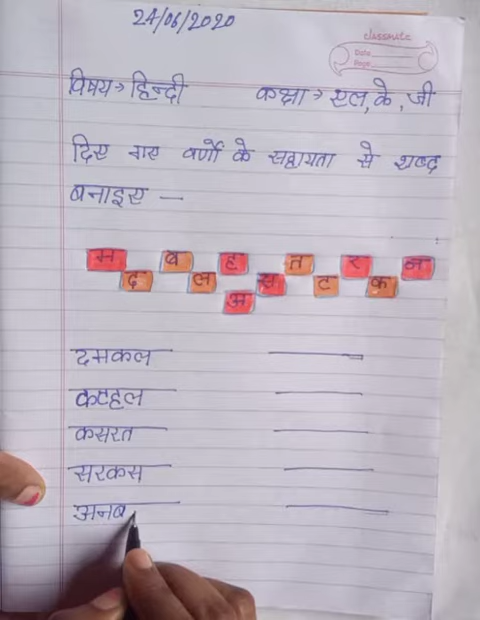 24/06/2020
classmate
Date
Page
विषय → हिन्दी कक्षा → एल, के, जी
दिए गए वर्णों के सहायता से शब्द
बनाइए —
म ब ह त र न
द ल स ट क
अ
दमकल
कटहल
कसरत
सरकस
अनब